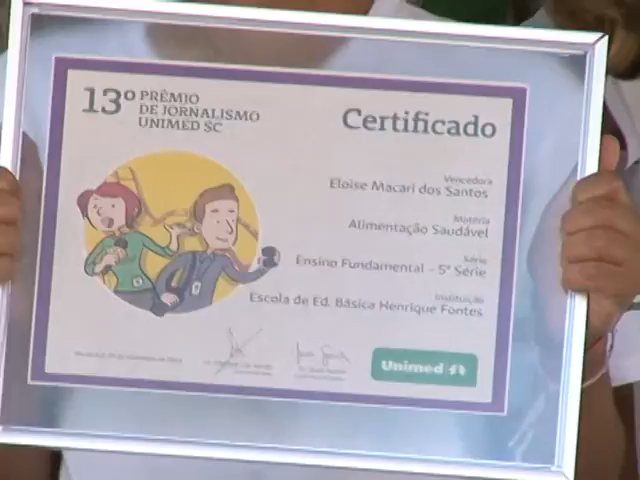 13º PRÊMIO
DE JORNALISMO
UNIMED SC
Certificado
Vencedora
Eloise Macari dos Santos
Matéria
Alimentação Saudável
Série
Ensino Fundamental - 5ª Série
Instituição
Escola de Ed. Básica Henrique Fontes
Unimed